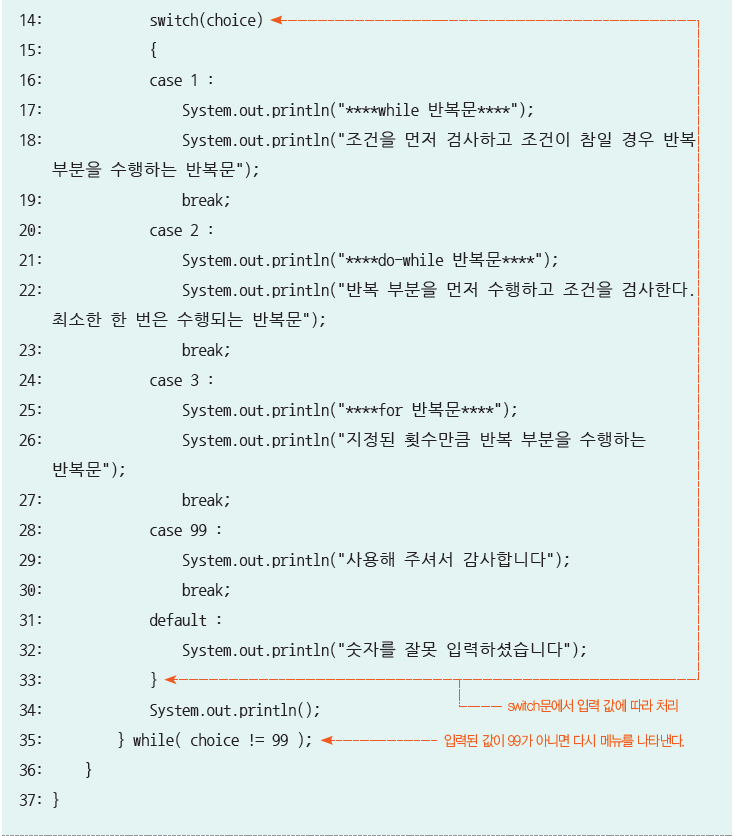 14:             switch(choice)
15:             {
16:             case 1 :
17:                 System.out.println("****while 반복문****");
18:                 System.out.println("조건을 먼저 검사하고 조건이 참일 경우 반복
부분을 수행하는 반복문");
19:                 break;
20:             case 2 :
21:                 System.out.println("****do-while 반복문****");
22:                 System.out.println("반복 부분을 먼저 수행하고 조건을 검사한다.
최소한 한 번은 수행되는 반복문");
23:                 break;
24:             case 3 :
25:                 System.out.println("****for 반복문****");
26:                 System.out.println("지정된 횟수만큼 반복 부분을 수행하는
반복문");
27:                 break;
28:             case 99 :
29:                 System.out.println("사용해 주셔서 감사합니다");
30:                 break;
31:             default :
32:                 System.out.println("숫자를 잘못 입력하셨습니다");
33:             }
34:             System.out.println();
switch문에서 입력 값에 따라 처리
35:         } while( choice != 99 );
입력된 값이 99가 아니면 다시 메뉴를 나타낸다.
36:     }
37: }